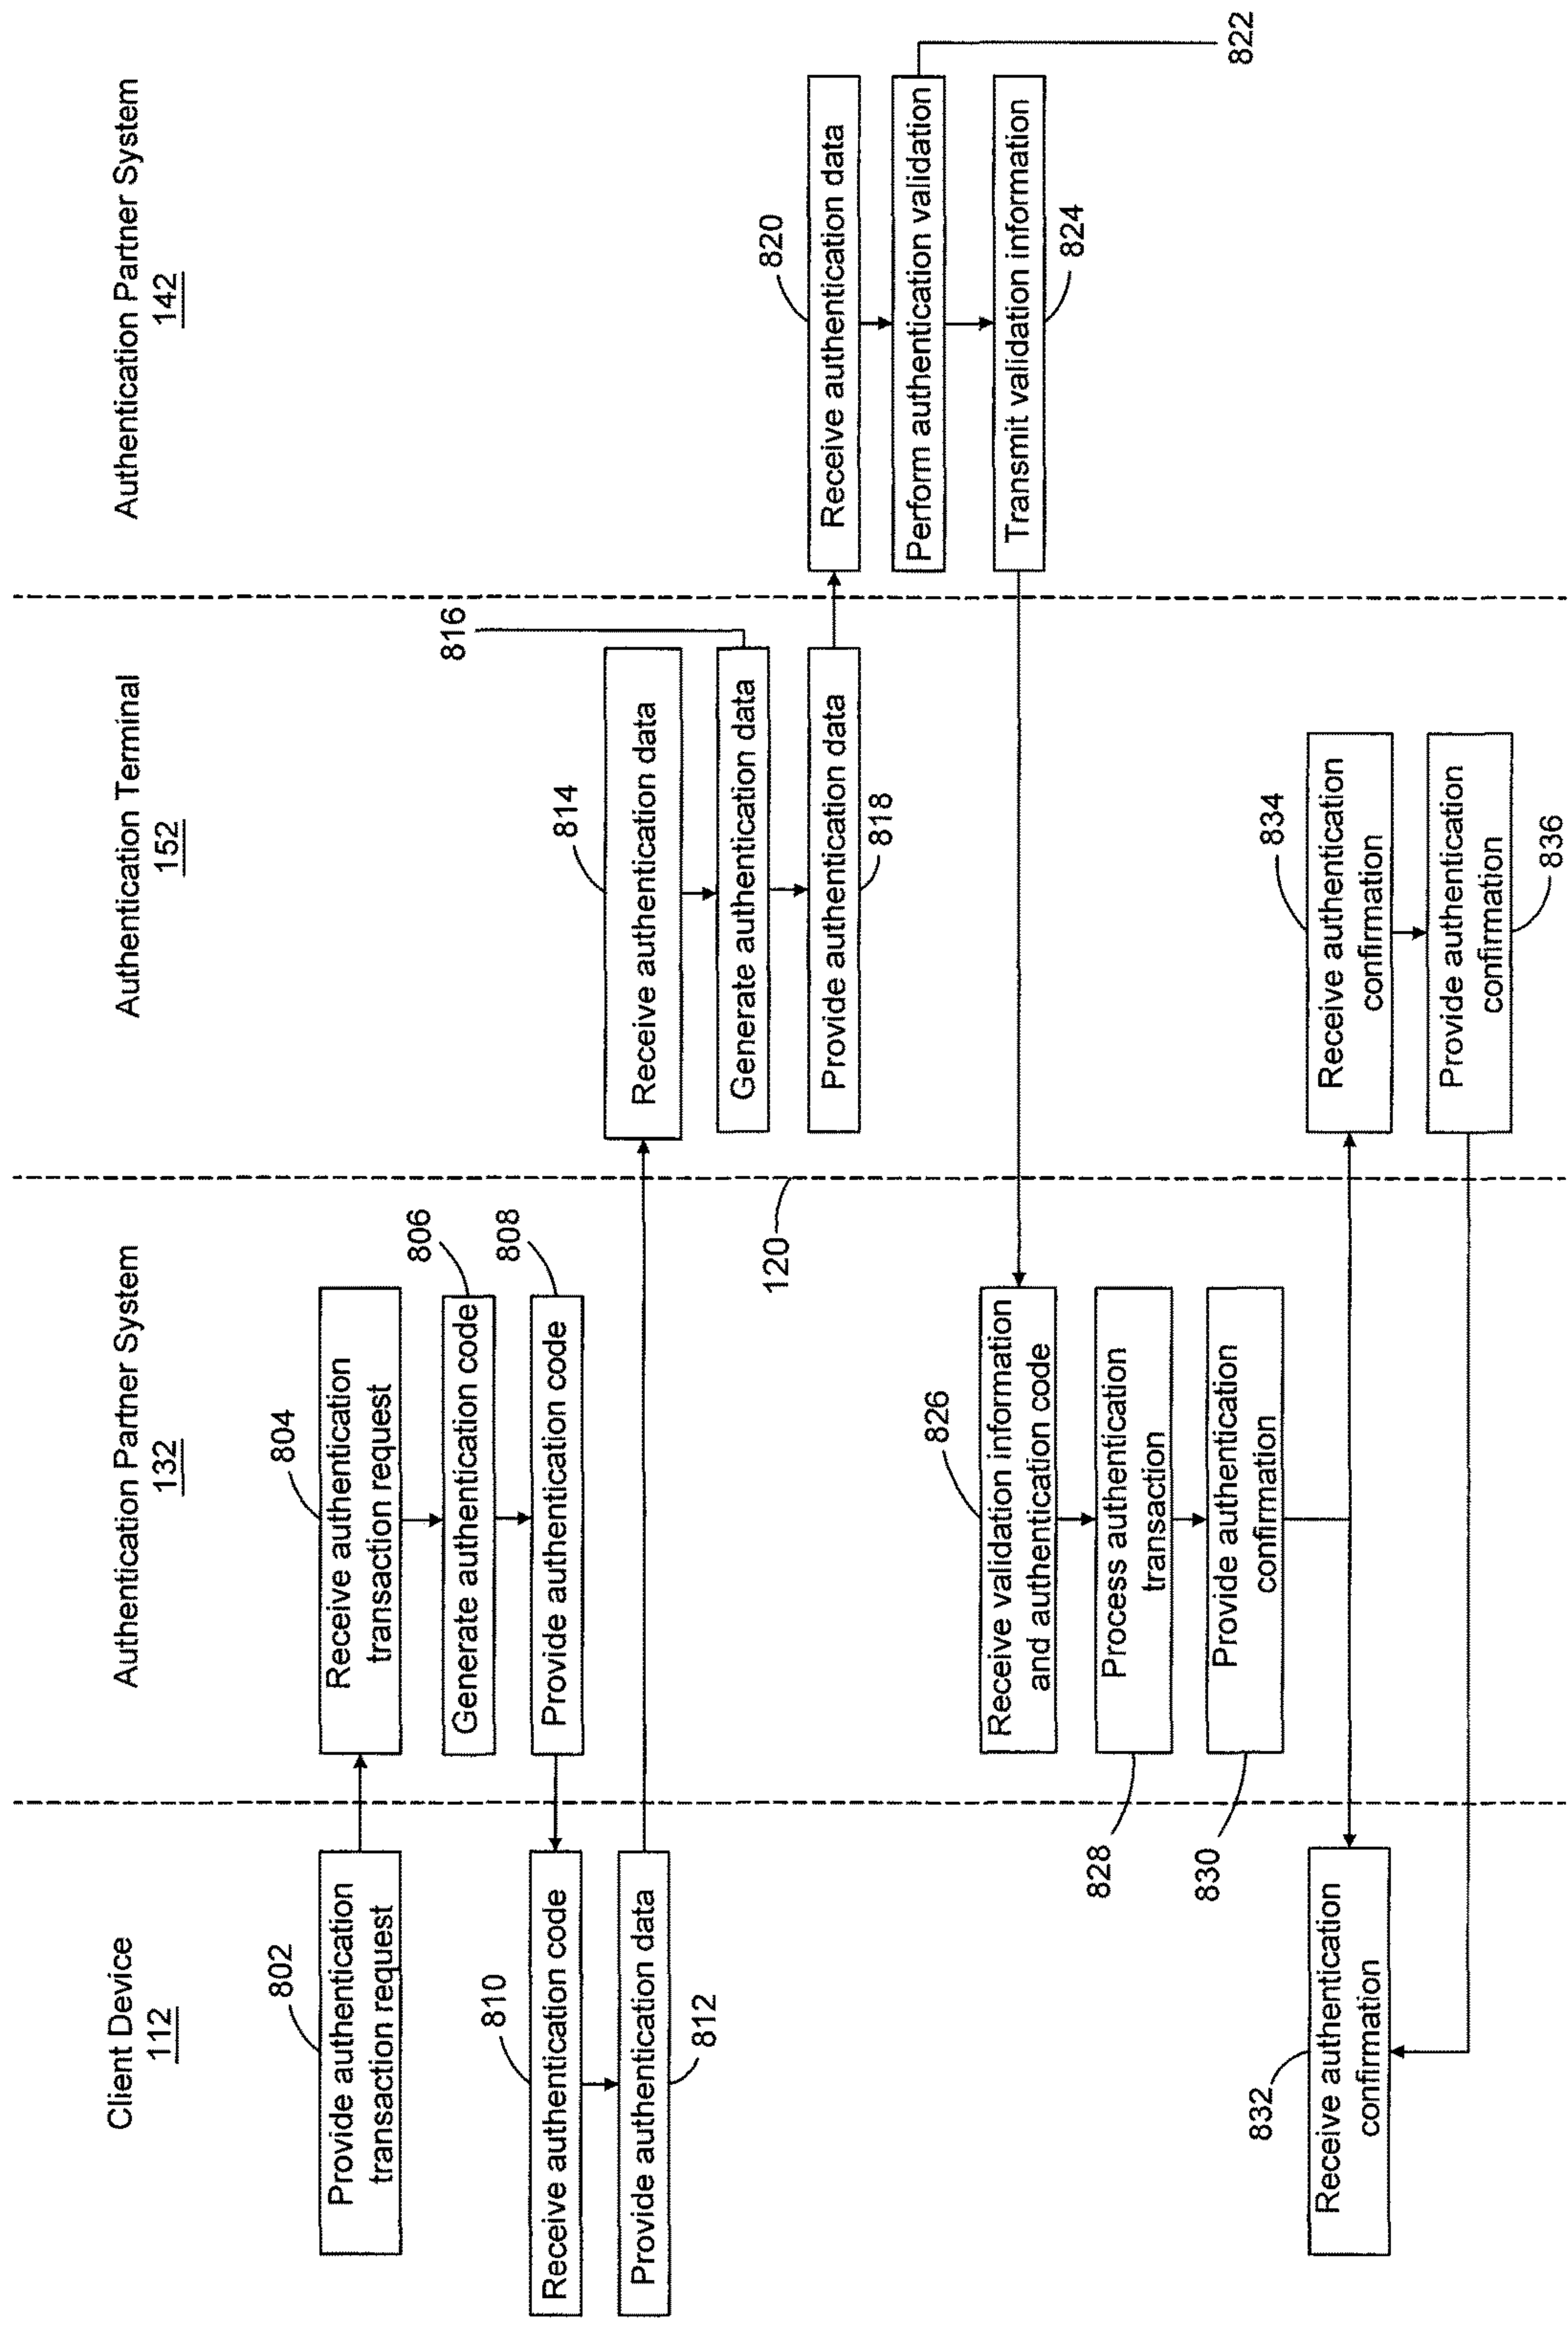 Client Device
112
Authentication Partner System
132
Authentication Terminal
152
Authentication Partner System
142
802
Provide authentication
transaction request
804
Receive authentication
transaction request
806
Generate authentication code
808
Provide authentication code
810
Receive authentication code
Provide authentication data
812
814
Receive authentication data
816
Generate authentication data
Provide authentication data
818
120
820
Receive authentication data
Perform authentication validation
822
Transmit validation information
824
826
Receive validation information
and authentication code
Process authentication
transaction
828
Provide authentication
confirmation
830
832
Receive authentication
confirmation
834
Receive authentication
confirmation
Provide authentication
confirmation
836